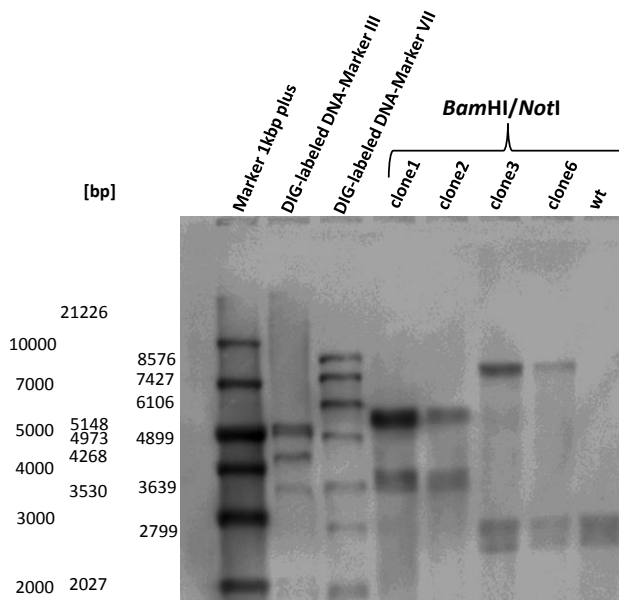 Marker 1kbp plus
DIG-labeled DNA-Marker III
DIG-labeled DNA-Marker VII
BamHI/NotI
clone1
clone2
clone3
clone6
wt
[bp]
21226
10000
8576
7000
7427
6106
5000
5148
4973
4899
4000
4268
3530
3639
3000
2799
2000
2027